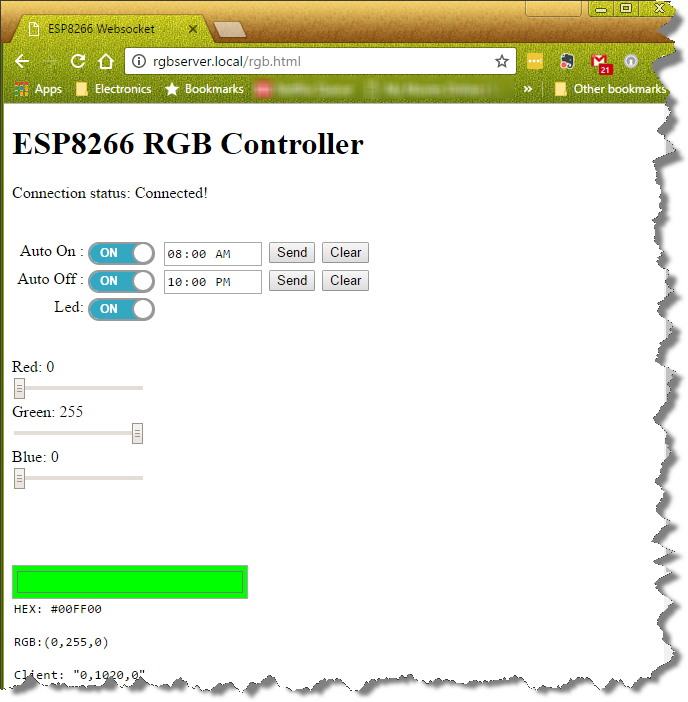 ESP8266 Websocket
rgbserver.local/rgb.html
21
Apps Electronics Bookmarks » Other bookmarks
ESP8266 RGB Controller
Connection status: Connected!
Auto On : ON 08:00 AM Send Clear
Auto Off : ON 10:00 PM Send Clear
Led: ON
Red: 0
Green: 255
Blue: 0
HEX: #00FF00
RGB:(0,255,0)
Client: "0,1020,0"